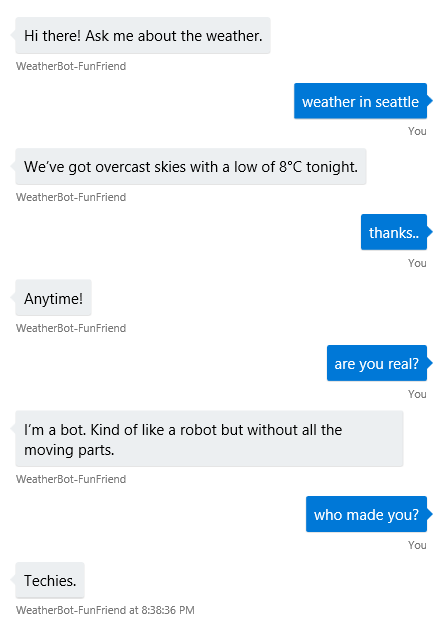 Hi there! Ask me about the weather.
WeatherBot-FunFriend
weather in seattle
You
We've got overcast skies with a low of 8°C tonight.
WeatherBot-FunFriend
thanks..
You
Anytime!
WeatherBot-FunFriend
are you real?
You
I'm a bot. Kind of like a robot but without all the
moving parts.
WeatherBot-FunFriend
who made you?
You
Techies.
WeatherBot-FunFriend at 8:38:36 PM